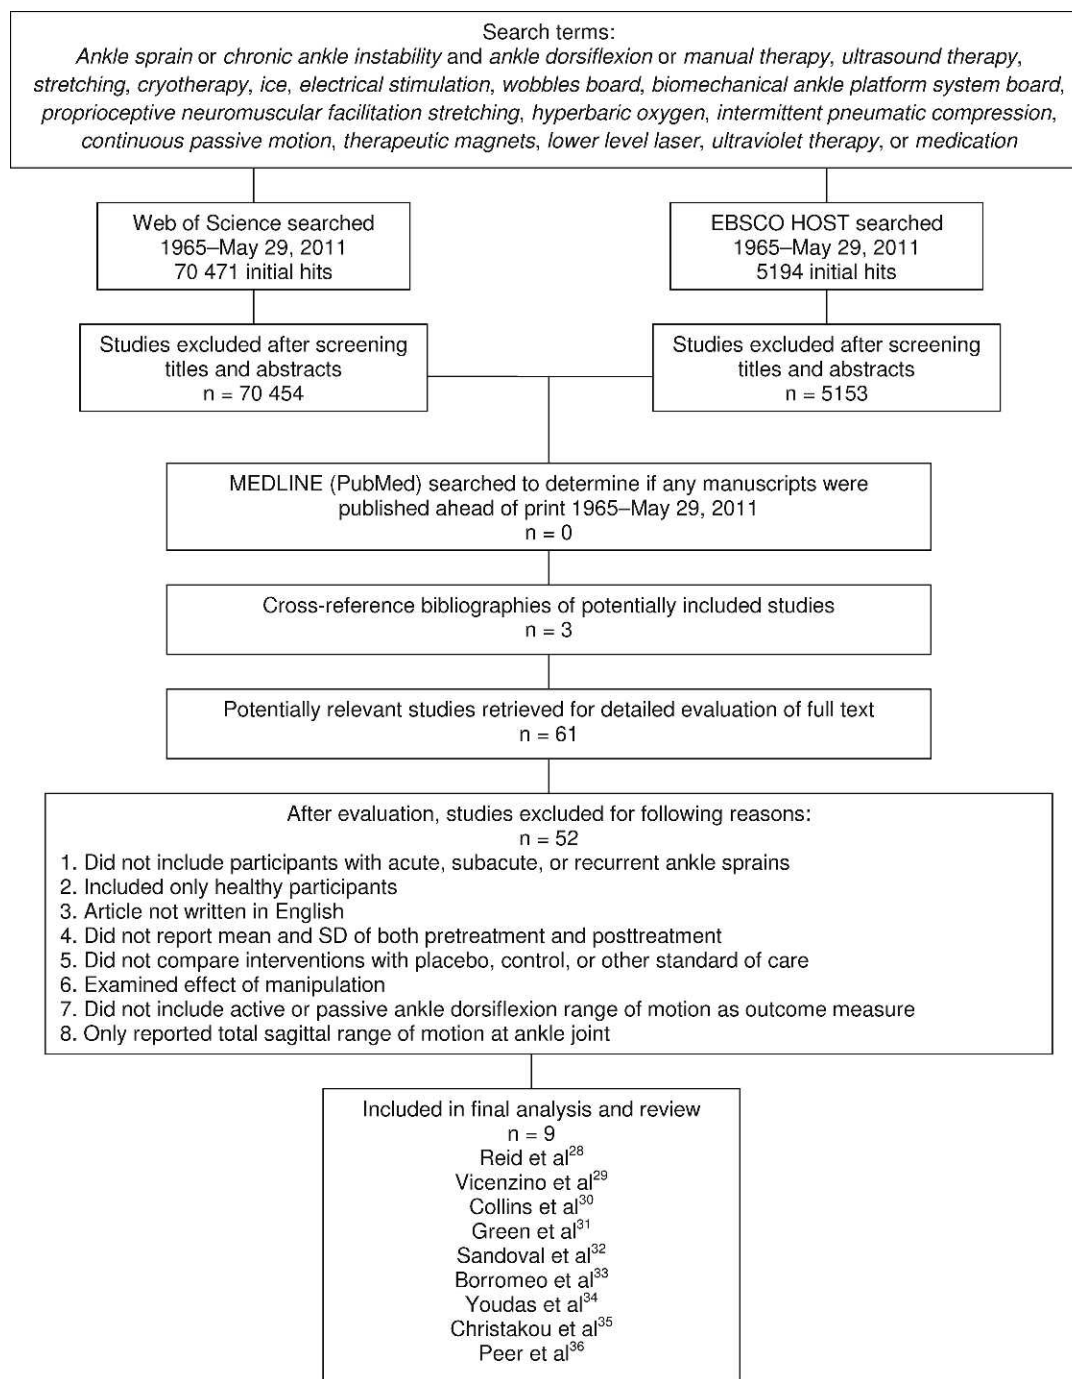 Search terms:
Ankle sprain or chronic ankle instability and ankle dorsiflexion or manual therapy, ultrasound therapy,
stretching, cryotherapy, ice, electrical stimulation, wobbles board, biomechanical ankle platform system board,
proprioceptive neuromuscular facilitation stretching, hyperbaric oxygen, intermittent pneumatic compression,
continuous passive motion, therapeutic magnets, lower level laser, ultraviolet therapy, or medication
Web of Science searched
1965–May 29, 2011
70 471 initial hits
EBSCO HOST searched
1965–May 29, 2011
5194 initial hits
Studies excluded after screening
titles and abstracts
n = 70 454
Studies excluded after screening
titles and abstracts
n = 5153
MEDLINE (PubMed) searched to determine if any manuscripts were
published ahead of print 1965–May 29, 2011
n = 0
Cross-reference bibliographies of potentially included studies
n = 3
Potentially relevant studies retrieved for detailed evaluation of full text
n = 61
After evaluation, studies excluded for following reasons:
n = 52
1. Did not include participants with acute, subacute, or recurrent ankle sprains
2. Included only healthy participants
3. Article not written in English
4. Did not report mean and SD of both pretreatment and posttreatment
5. Did not compare interventions with placebo, control, or other standard of care
6. Examined effect of manipulation
7. Did not include active or passive ankle dorsiflexion range of motion as outcome measure
8. Only reported total sagittal range of motion at ankle joint
Included in final analysis and review
n = 9
Reid et al28
Vicenzino et al29
Collins et al30
Green et al31
Sandoval et al32
Borromeo et al33
Youdas et al34
Christakou et al35
Peer et al36